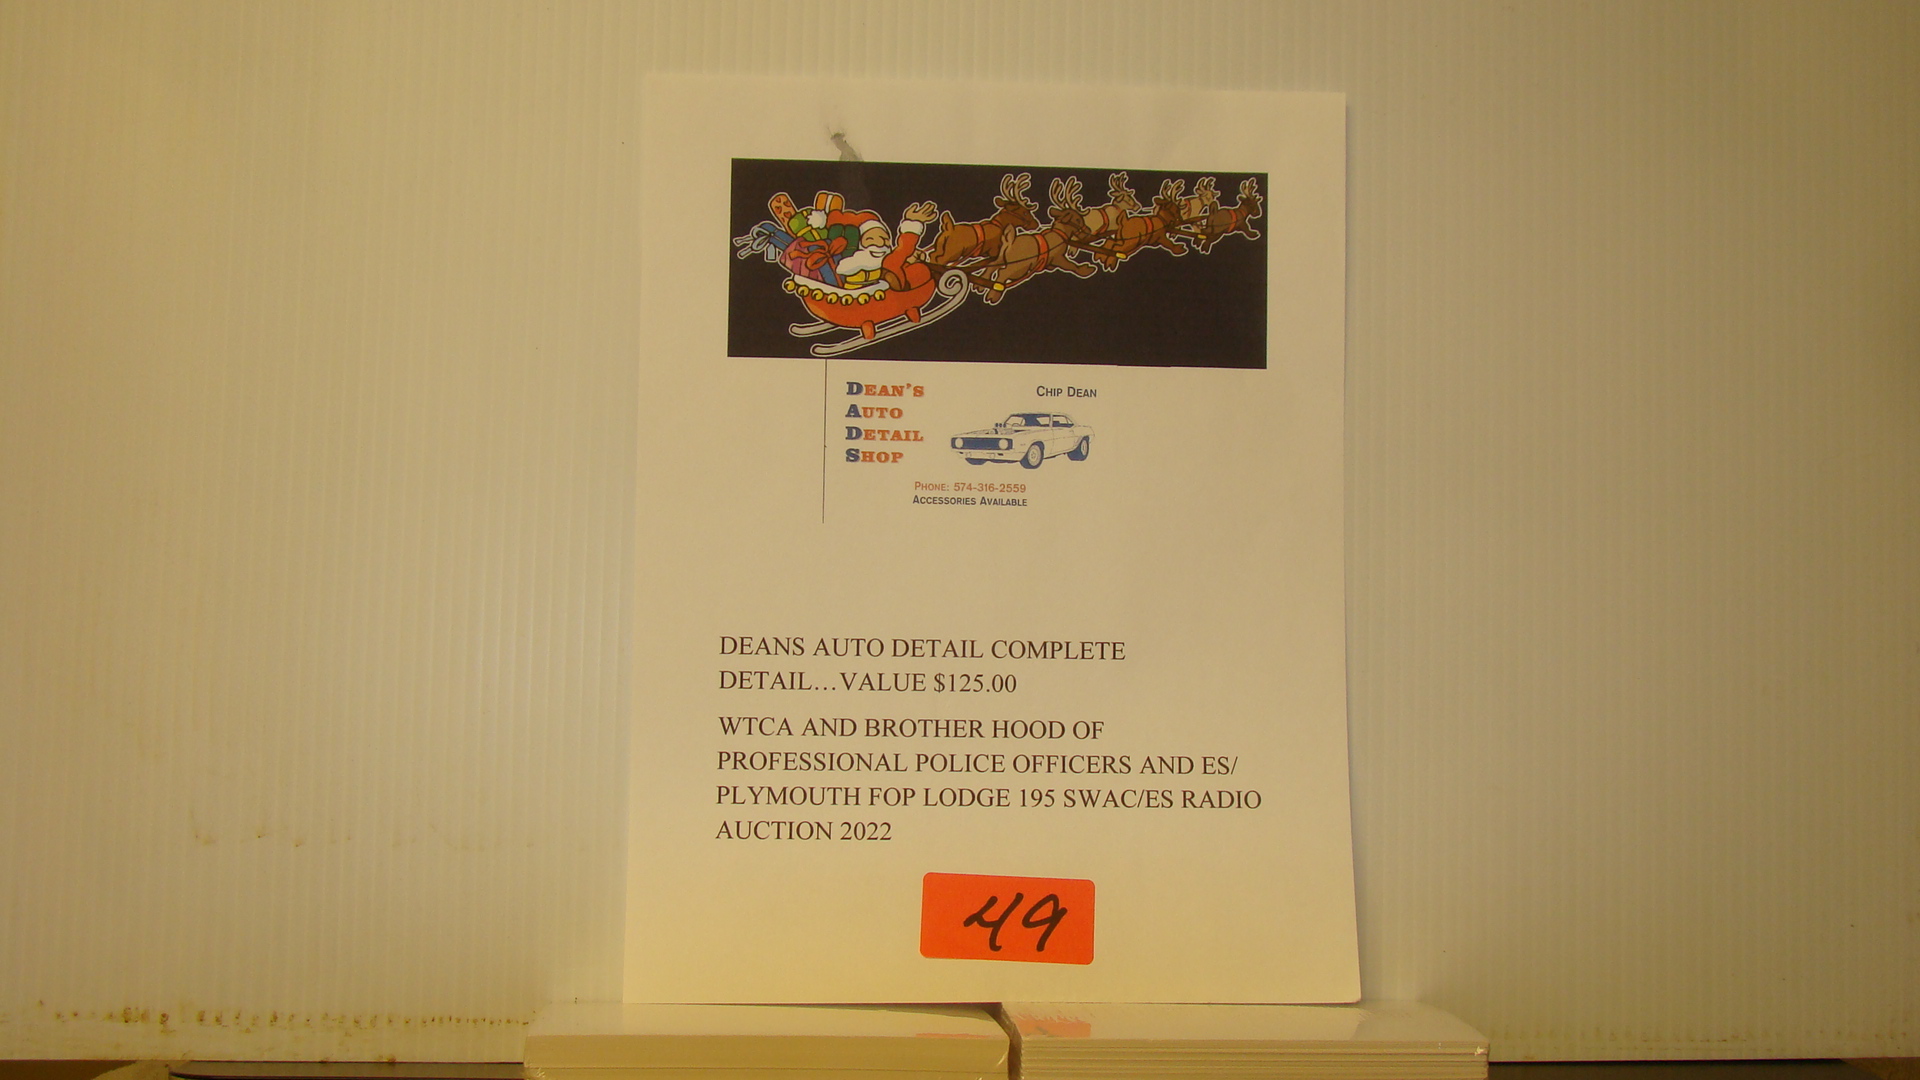 DEAN'S
AUTO
DETAIL
SHOP
CHIP DEAN
PHONE: 574-316-2559
ACCESSORIES AVAILABLE
DEANS AUTO DETAIL COMPLETE
DETAIL...VALUE $125.00
WTCA AND BROTHER HOOD OF
PROFESSIONAL POLICE OFFICERS AND ES/
PLYMOUTH FOP LODGE 195 SWAC/ES RADIO
AUCTION 2022
49